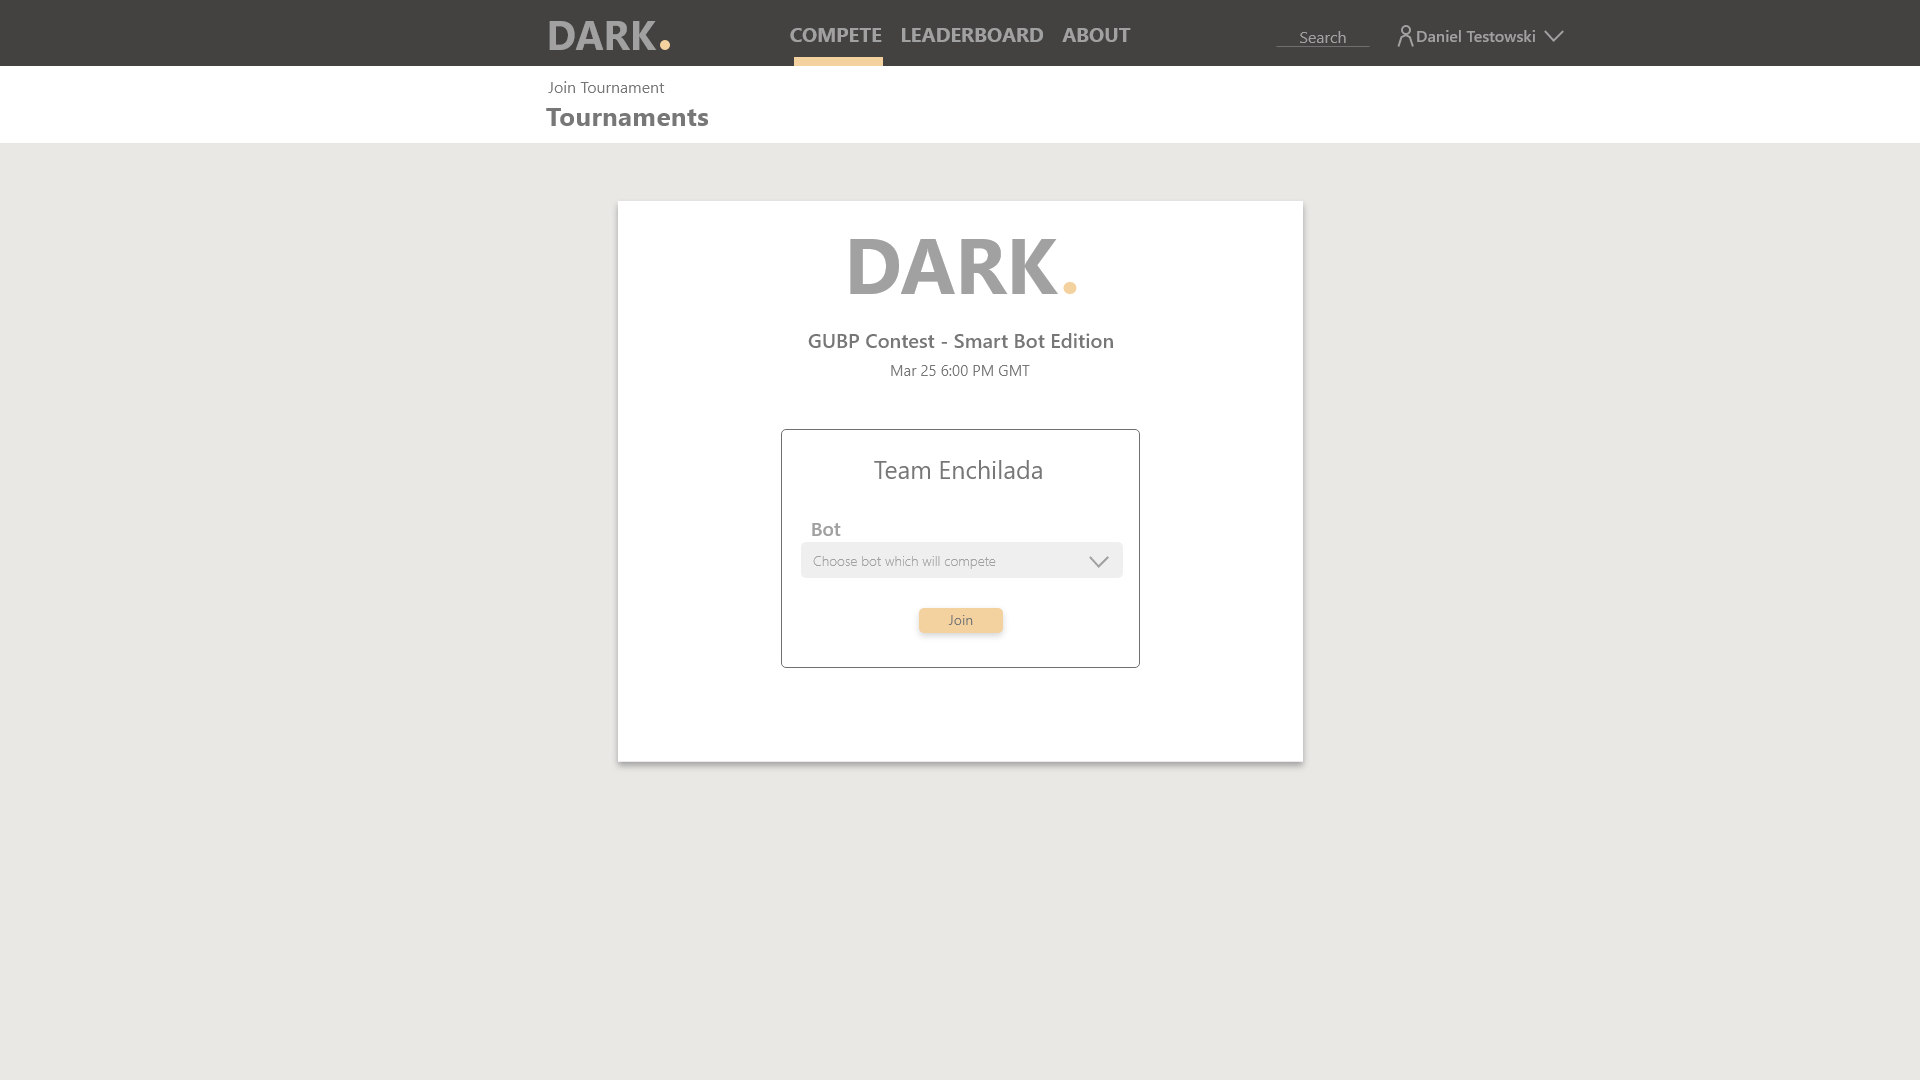 DARK.
COMPETE LEADERBOARD ABOUT
Search
Daniel Testowski
Join Tournament
Tournaments
DARK.
GUBP Contest - Smart Bot Edition
Mar 25 6:00 PM GMT
Team Enchilada
Bot
Choose bot which will compete
Join